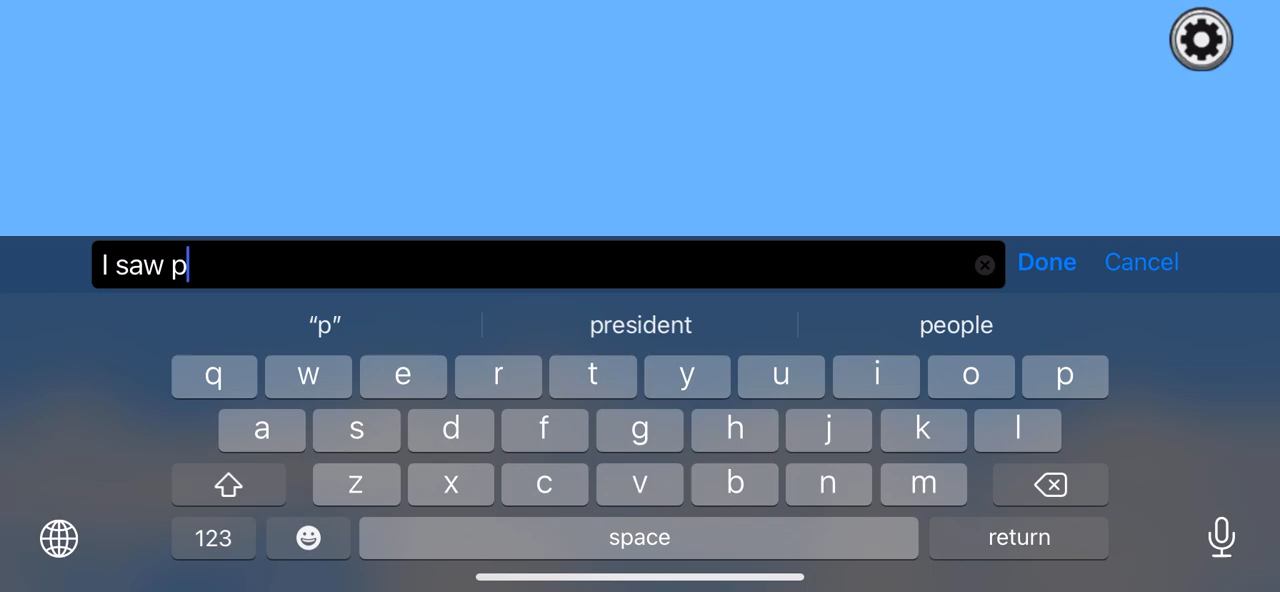 I saw p
Done Cancel
“p” president people
q w e r t y u i o p
a s d f g h j k l
z x c v b n m
123 space return